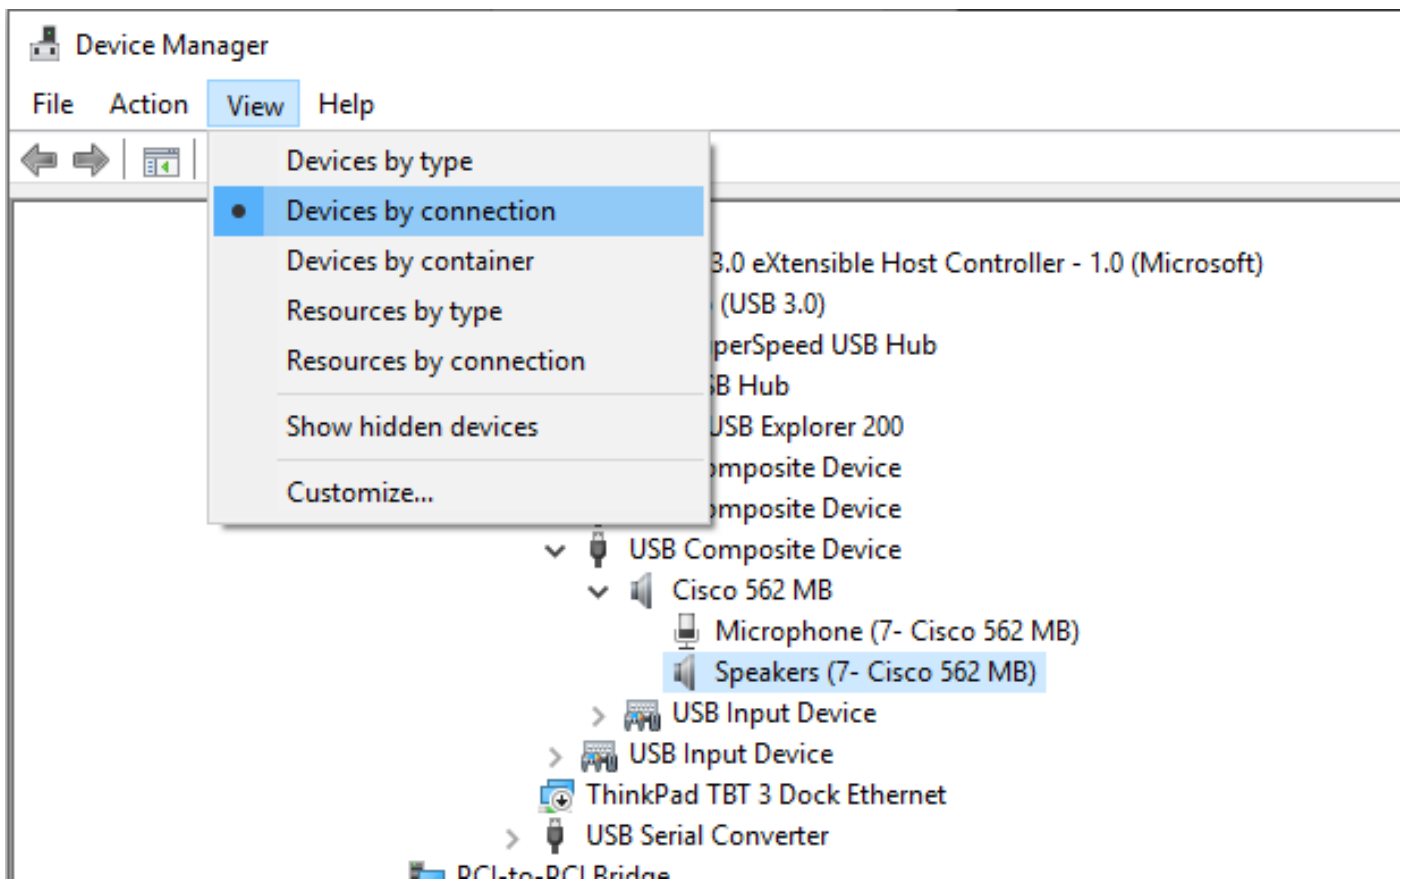 Device Manager
File Action View Help
Devices by type
Devices by connection
Devices by container
Resources by type
Resources by connection
Show hidden devices
Customize...
3.0 eXtensible Host Controller - 1.0 (Microsoft)
(USB 3.0)
perSpeed USB Hub
SB Hub
USB Explorer 200
omposite Device
omposite Device
USB Composite Device
Cisco 562 MB
Microphone (7- Cisco 562 MB)
Speakers (7- Cisco 562 MB)
USB Input Device
USB Input Device
ThinkPad TBT 3 Dock Ethernet
USB Serial Converter
PCI-to-PCI Bridge